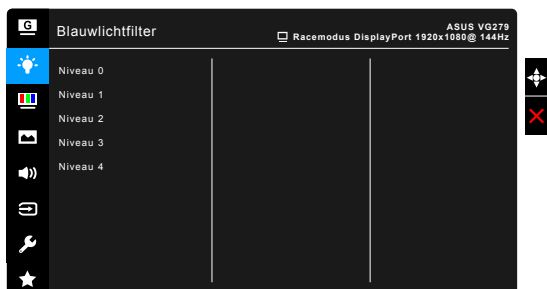 G
Blauwlichtfilter
ASUS VG279
Racemodus DisplayPort 1920x1080@ 144Hz
Niveau 0
Niveau 1
Niveau 2
Niveau 3
Niveau 4